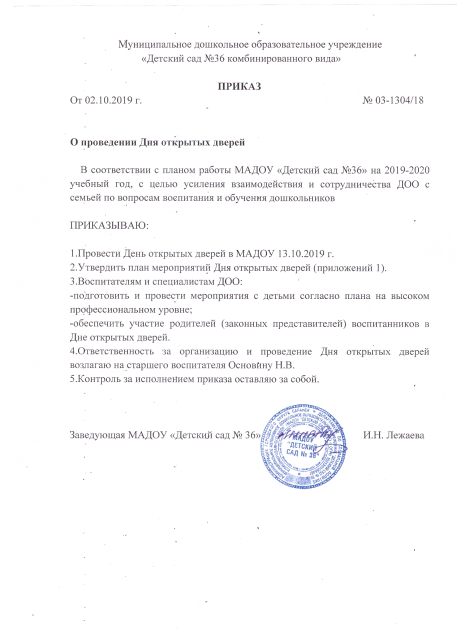 Муниципальное дошкольное образовательное учреждение
«Детский сад №36 комбинированного вида»
ПРИКАЗ
От 02.10.2019 г. № 03-1304/18
О проведении Дня открытых дверей
В соответствии с планом работы МАДОУ «Детский сад №36» на 2019-2020
учебный год, с целью усиления взаимодействия и сотрудничества ДОО с
семьей по вопросам воспитания и обучения дошкольников
ПРИКАЗЫВАЮ:
1.Провести День открытых дверей в МАДОУ 13.10.2019 г.
2.Утвердить план мероприятий Дня открытых дверей (приложений 1).
3.Воспитателям и специалистам ДОО:
-подготовить и провести мероприятия с детьми согласно плана на высоком
профессиональном уровне;
-обеспечить участие родителей (законных представителей) воспитанников в
Дне открытых дверей.
4.Ответственность за организацию и проведение Дня открытых дверей
возлагаю на старшего воспитателя Основину Н.В.
5.Контроль за исполнением приказа оставляю за собой.
Заведующая МАДОУ «Детский сад № 36» И.Н. Лежаева
МАДОУ
"ДЕТСКИЙ
САД № 36"